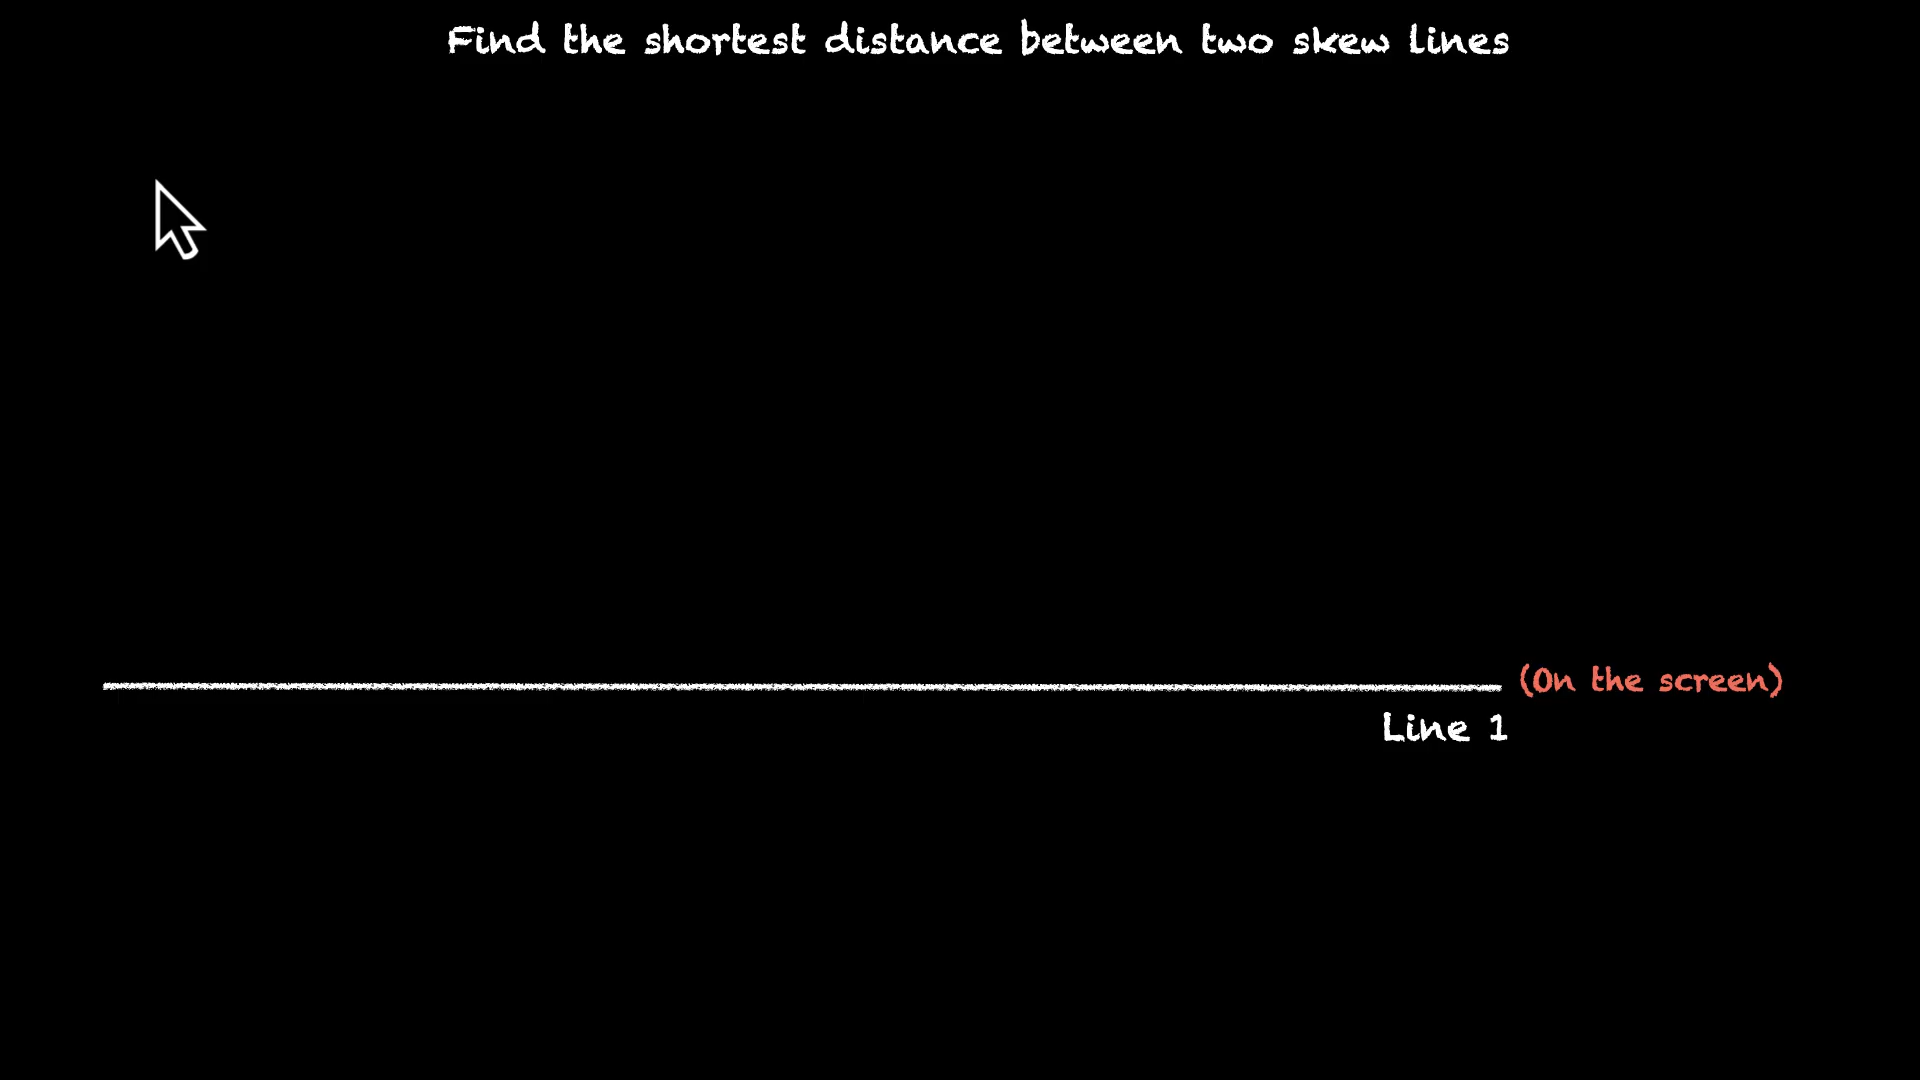 Find the shortest distance between two skew lines
(On the screen)
Line 1